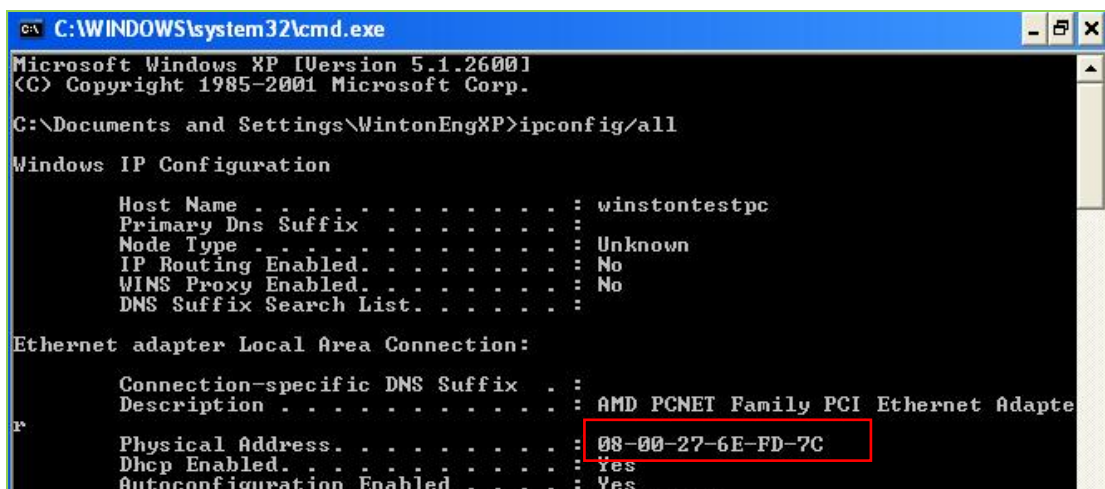 C:\WINDOWS\system32\cmd.exe
Microsoft Windows XP [Version 5.1.2600]
(C) Copyright 1985-2001 Microsoft Corp.
C:\Documents and Settings\WintonEngXP>ipconfig/all
Windows IP Configuration
Host Name . . . . . . . . . . . . : winstontestpc
Primary Dns Suffix . . . . . . . :
Node Type . . . . . . . . . . . . : Unknown
IP Routing Enabled. . . . . . . . : No
WINS Proxy Enabled. . . . . . . . : No
DNS Suffix Search List. . . . . . :
Ethernet adapter Local Area Connection:
Connection-specific DNS Suffix . :
Description . . . . . . . . . . . : AMD PCNET Family PCI Ethernet Adapte
r
Physical Address. . . . . . . . . : 08-00-27-6E-FD-7C
Dhcp Enabled. . . . . . . . . . . : Yes
Autoconfiguration Enabled . . . . : Yes